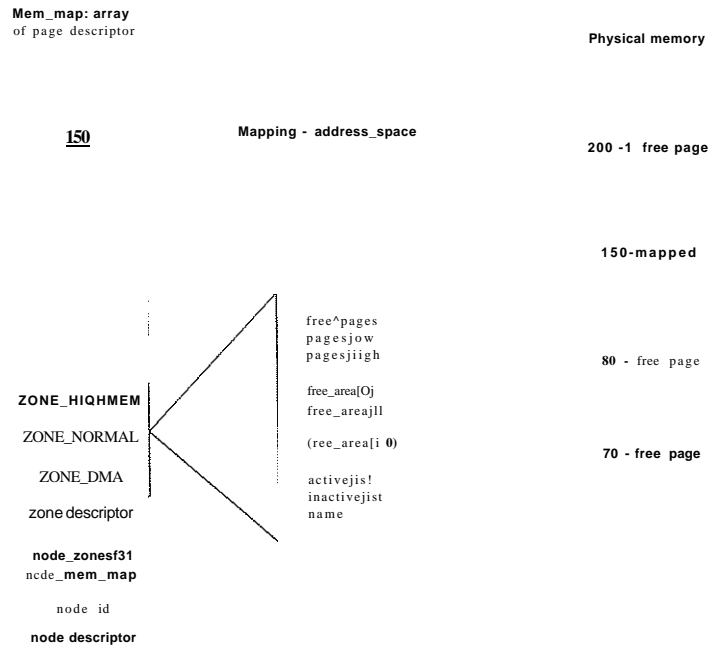 Mem_map: array
of page descriptor
Physical memory
150
Mapping - address_space
200 -1 free page
150-mapped
free^pages
pagesjow
pagesjiigh
80 - free page
free_area[Oj
free_areajll
ZONE_HIQHMEM
ZONE_NORMAL
(ree_area[i 0)
70 - free page
ZONE_DMA
activejis!
inactivejist
name
zone descriptor
node_zonesf31
ncde_mem_map
node id
node descriptor